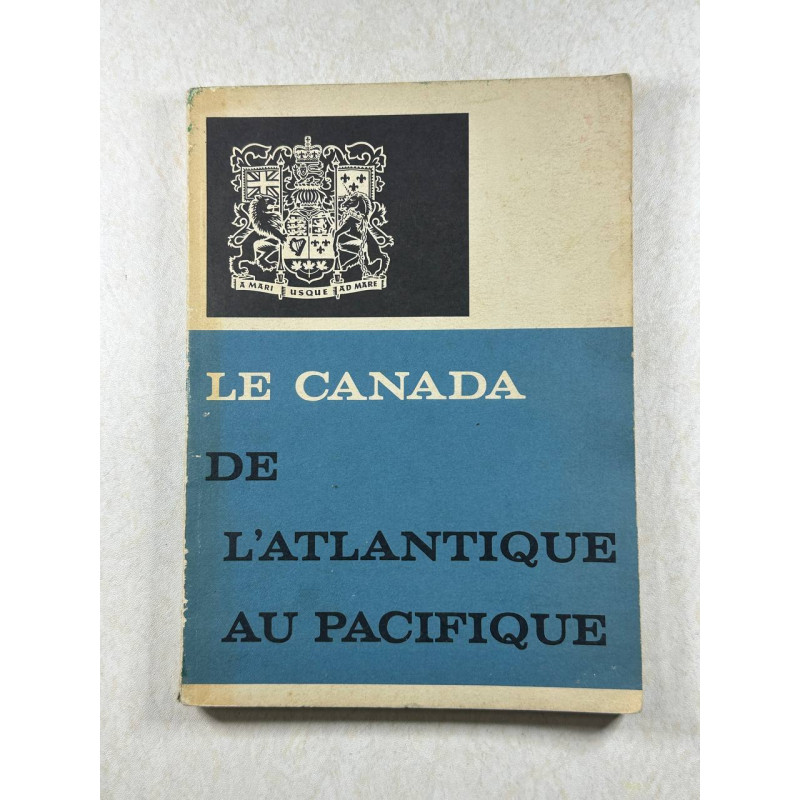 A MARI USQUE AD MARE
LE CANADA
DE
L'ATLANTIQUE
AU PACIFIQUE